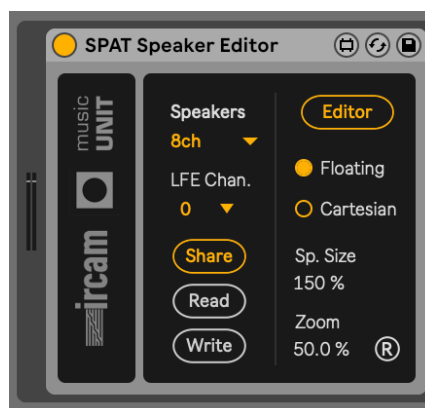 SPAT Speaker Editor
music
UNIT
ircam
Speakers
8ch
LFE Chan.
0
Share
Read
Write
Editor
Floating
Cartesian
Sp. Size
150 %
Zoom
50.0 % ®